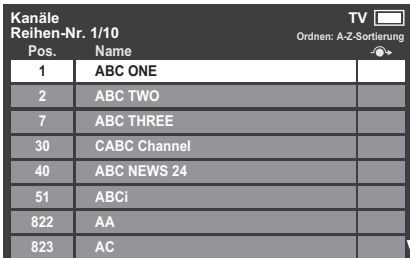 Kanäle TV
Reihen-Nr. 1/10 Ordnen: A-Z-Sortierung
Pos. Name
1 ABC ONE
2 ABC TWO
7 ABC THREE
30 CABC Channel
40 ABC NEWS 24
51 ABCi
822 AA
823 AC